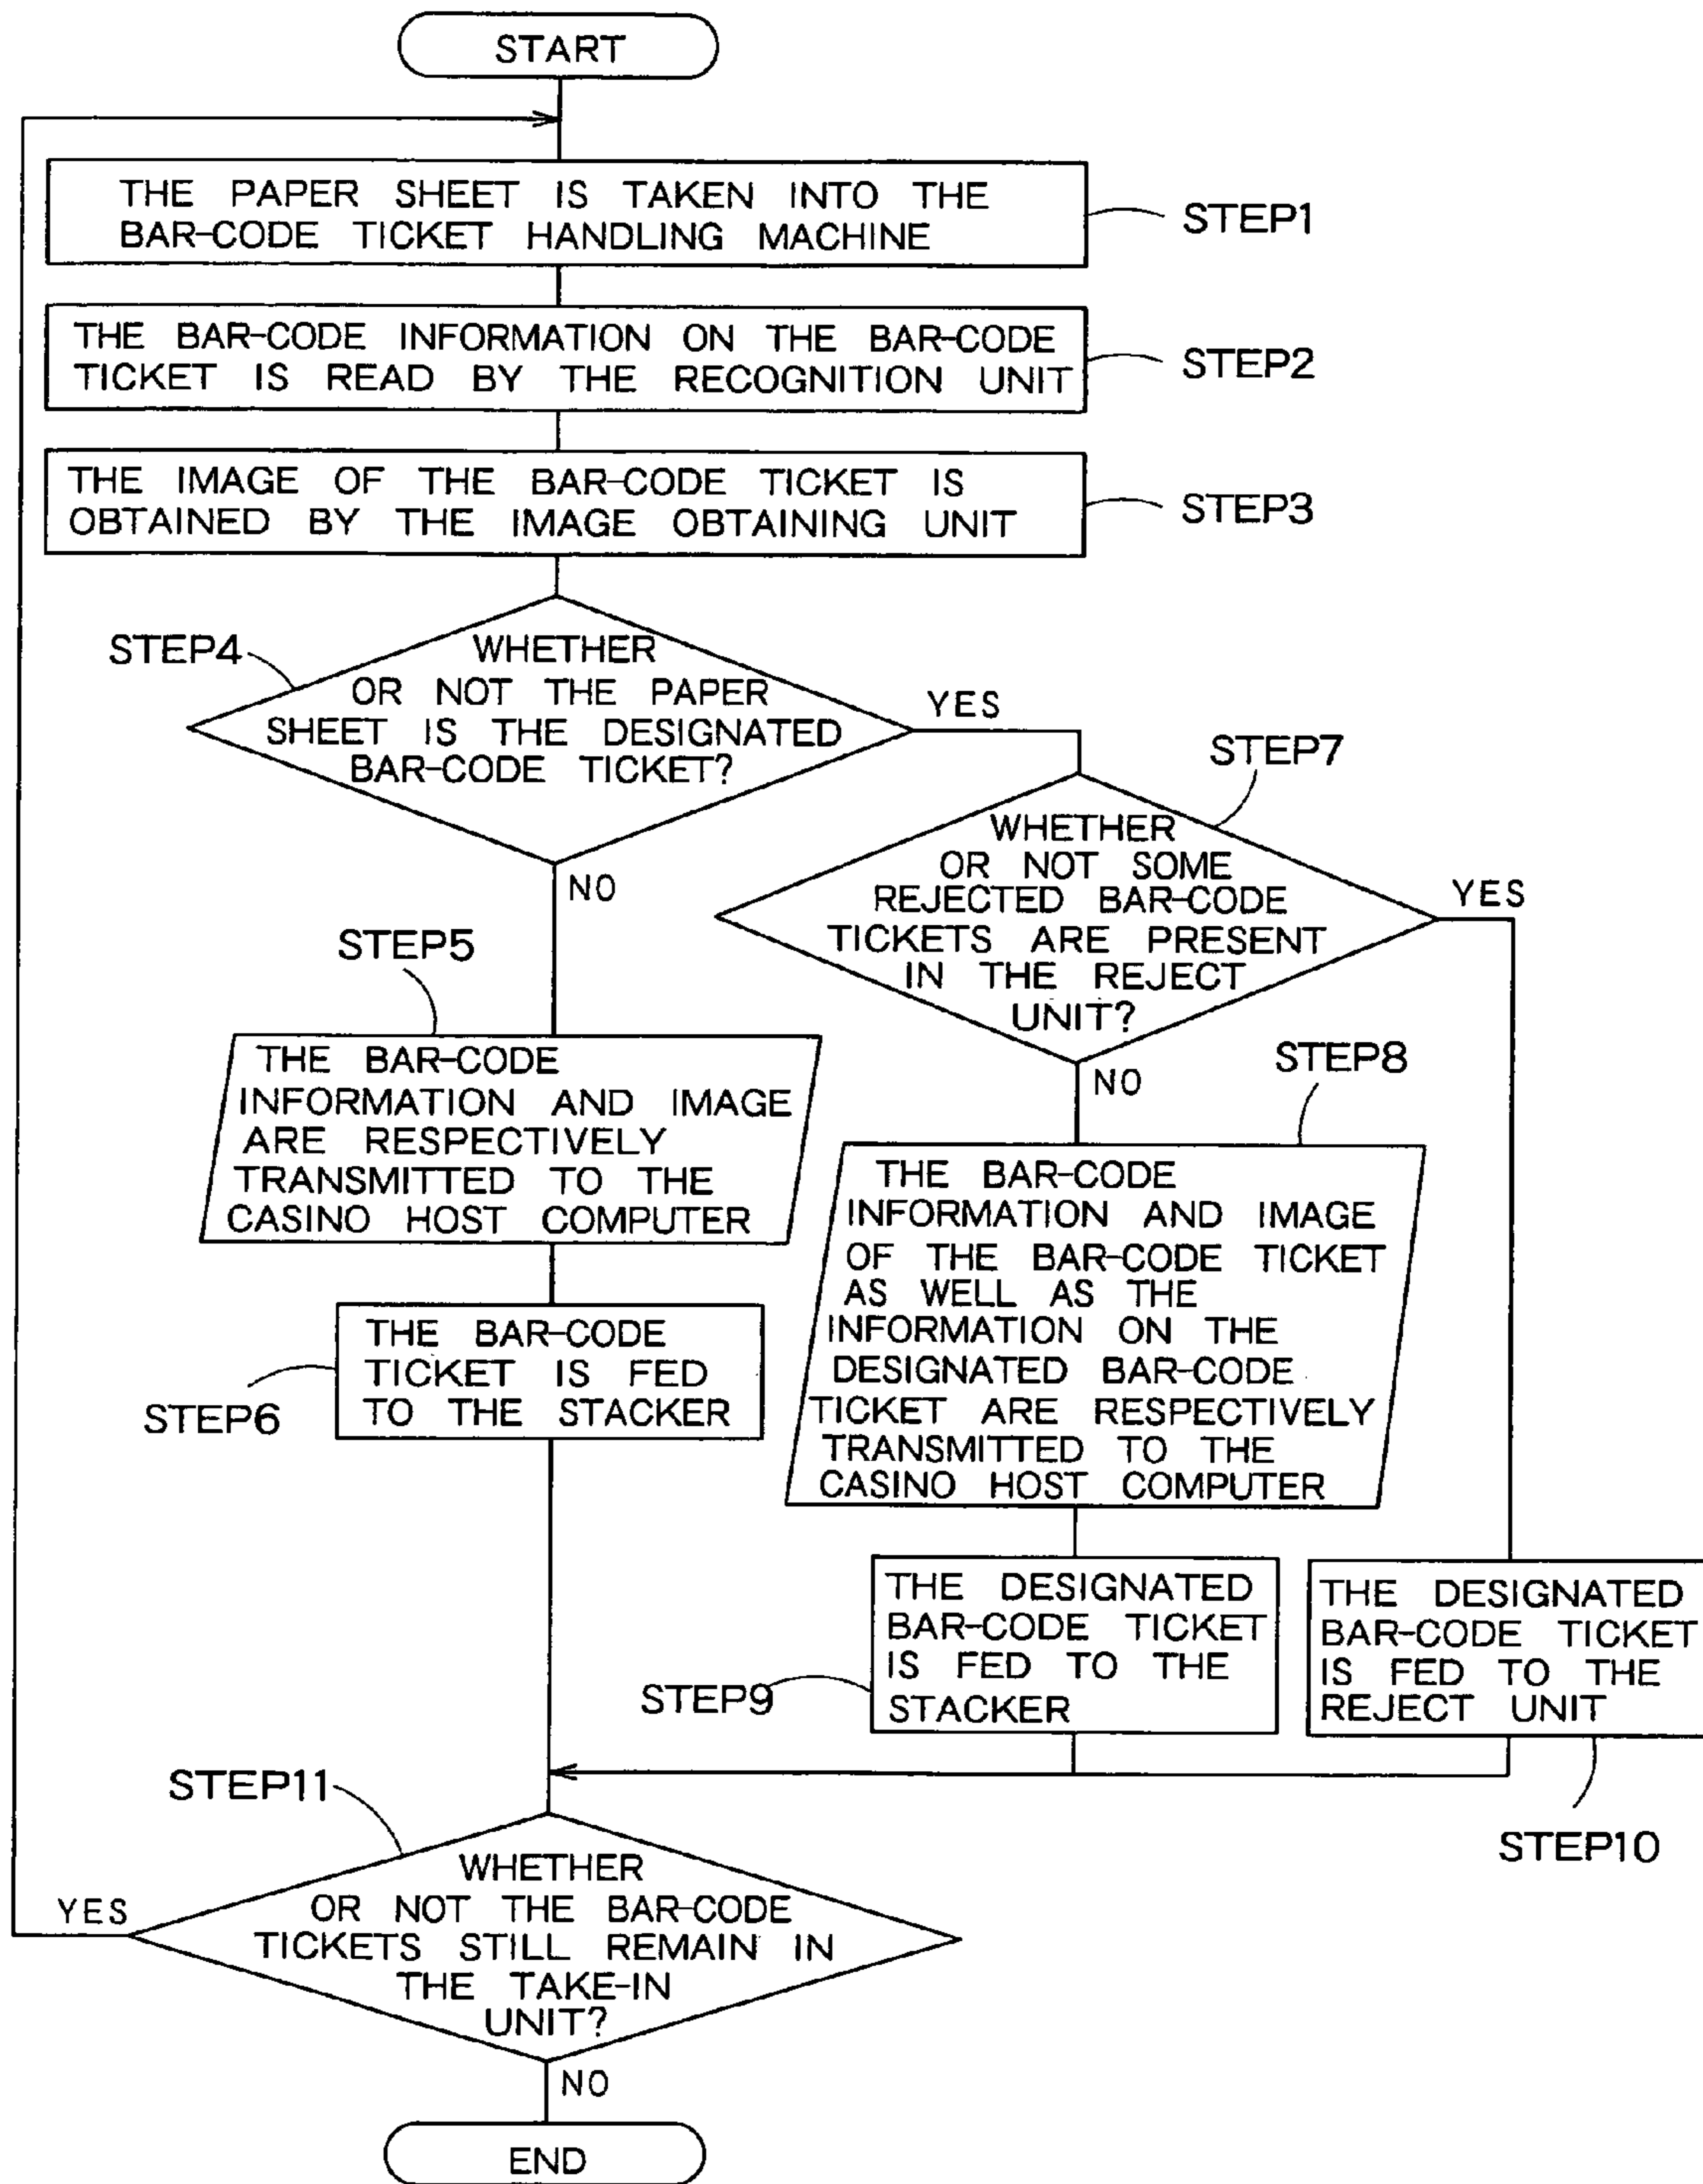 START
THE PAPER SHEET IS TAKEN INTO THE
BAR-CODE TICKET HANDLING MACHINE
STEP1
THE BAR-CODE INFORMATION ON THE BAR-CODE
TICKET IS READ BY THE RECOGNITION UNIT
STEP2
THE IMAGE OF THE BAR-CODE TICKET IS
OBTAINED BY THE IMAGE OBTAINING UNIT
STEP3
STEP4
WHETHER
OR NOT THE PAPER
SHEET IS THE DESIGNATED
BAR-CODE TICKET?
YES
NO
STEP7
WHETHER
OR NOT SOME
REJECTED BAR-CODE
TICKETS ARE PRESENT
IN THE REJECT
UNIT?
YES
NO
STEP5
THE BAR-CODE
INFORMATION AND IMAGE
ARE RESPECTIVELY
TRANSMITTED TO THE
CASINO HOST COMPUTER
STEP8
THE BAR-CODE
INFORMATION AND IMAGE
OF THE BAR-CODE TICKET
AS WELL AS THE
INFORMATION ON THE
DESIGNATED BAR-CODE
TICKET ARE RESPECTIVELY
TRANSMITTED TO THE
CASINO HOST COMPUTER
THE BAR-CODE
TICKET IS FED
TO THE STACKER
STEP6
THE DESIGNATED
BAR-CODE TICKET
IS FED TO THE
STACKER
STEP9
THE DESIGNATED
BAR-CODE TICKET
IS FED TO THE
REJECT UNIT
STEP10
STEP11
WHETHER
OR NOT THE BAR-CODE
TICKETS STILL REMAIN IN
THE TAKE-IN
UNIT?
YES
NO
END